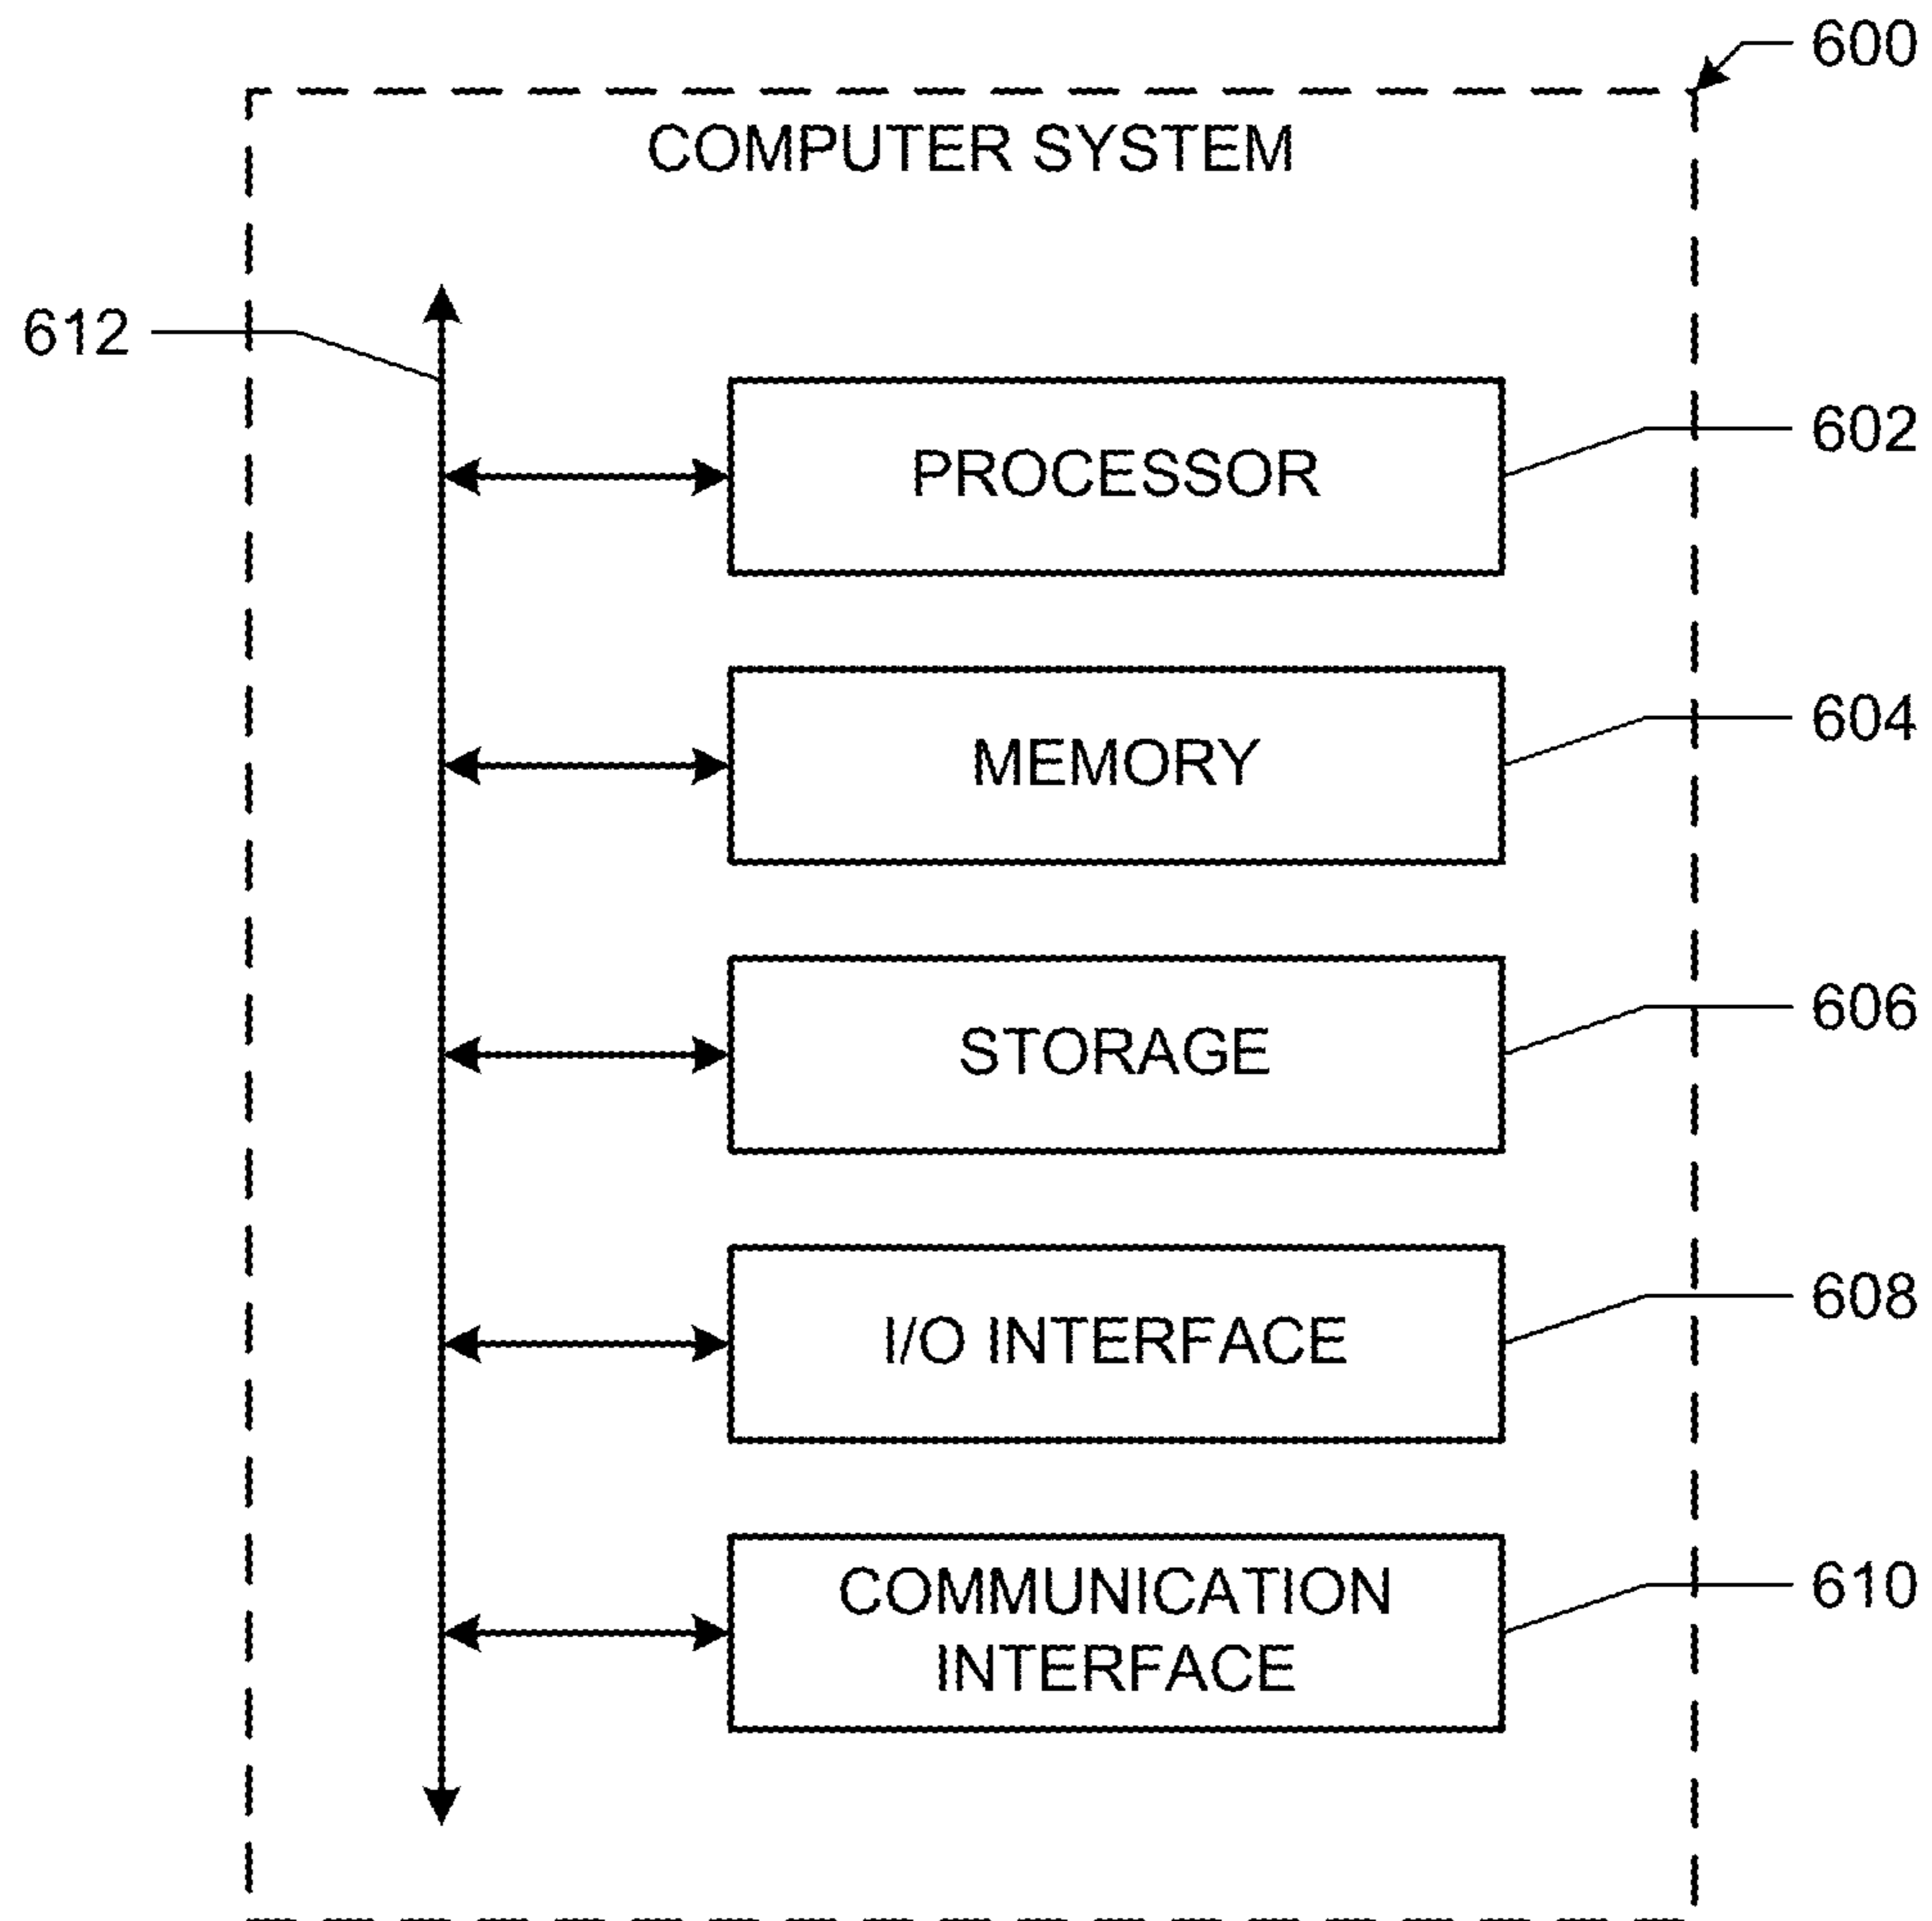 600
COMPUTER SYSTEM
612
PROCESSOR
602
MEMORY
604
STORAGE
606
I/O INTERFACE
608
COMMUNICATION
INTERFACE
610